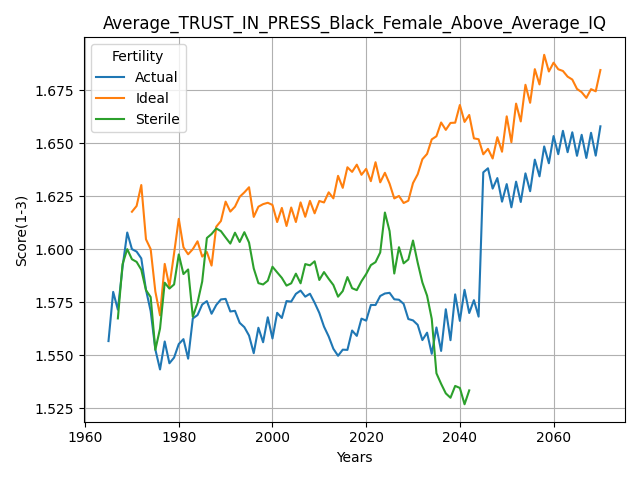 Average_TRUST_IN_PRESS_Black_Female_Above_Average_IQ
Fertility
Actual
Ideal
Sterile
Score(1-3)
1.675
1.650
1.625
1.600
1.575
1.550
1.525
1960
1980
2000
2020
2040
2060
Years